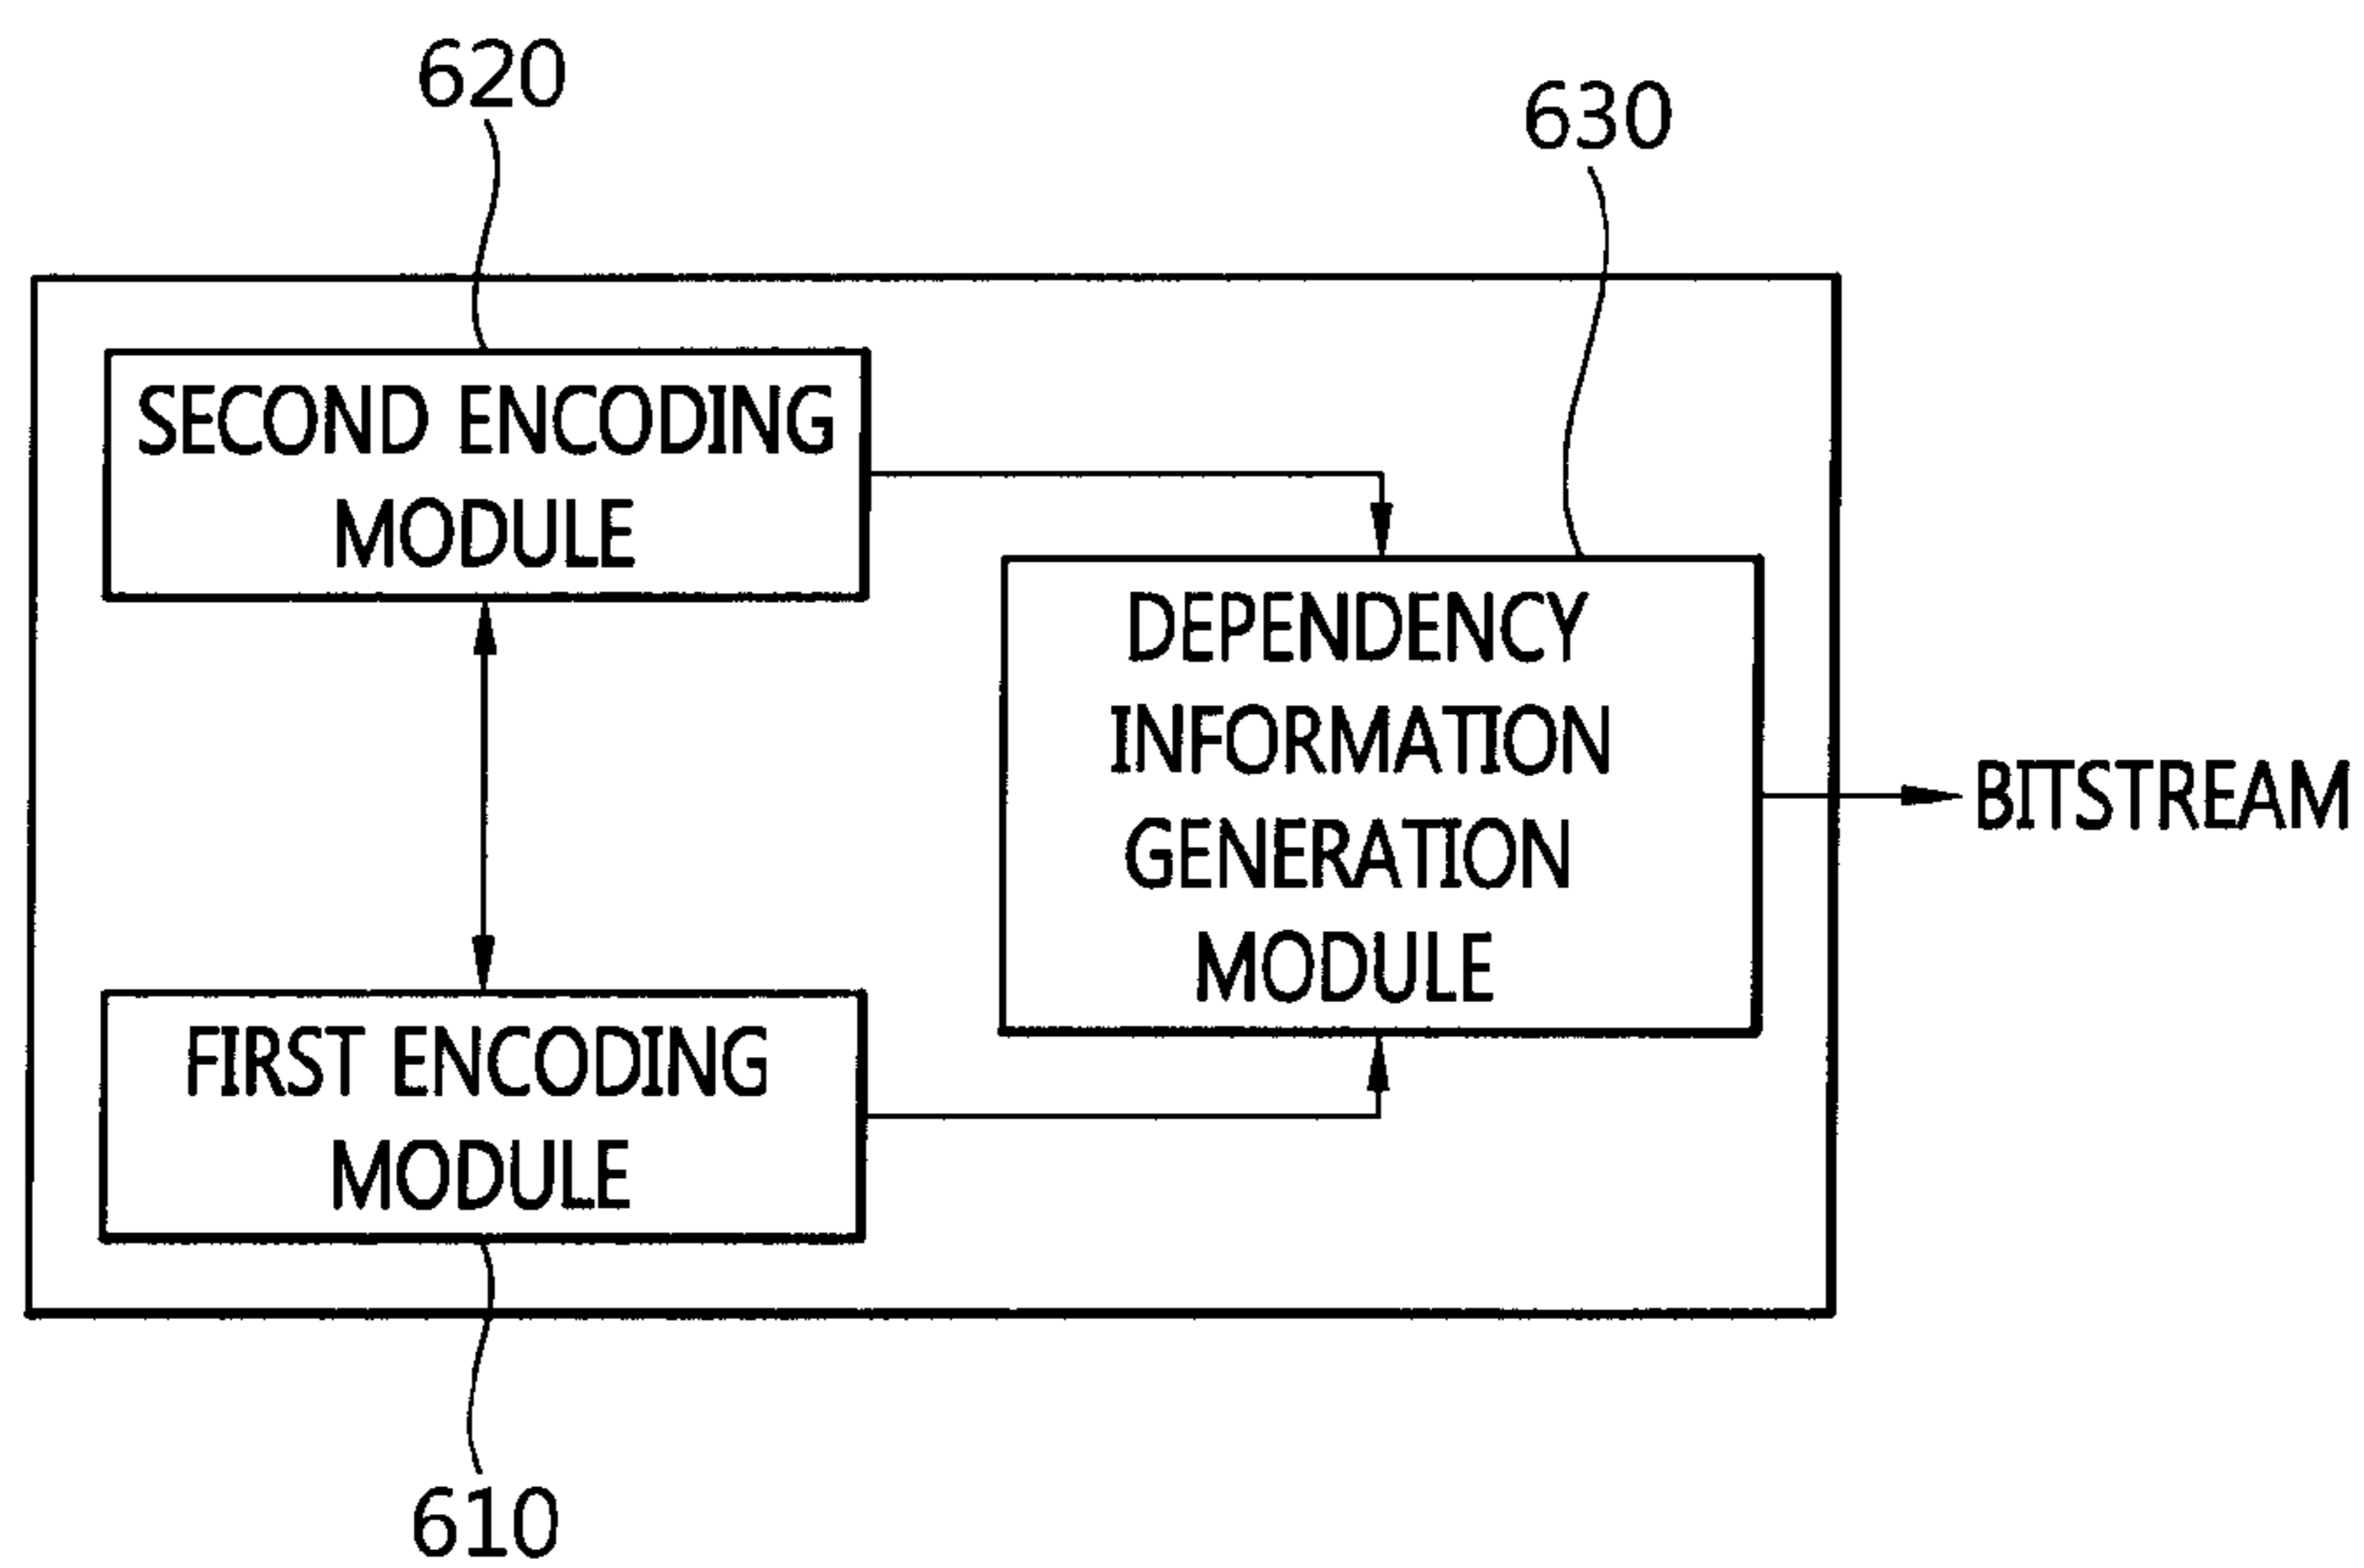 620
630
SECOND ENCODING
MODULE
DEPENDENCY
INFORMATION
GENERATION
MODULE
BITSTREAM
FIRST ENCODING
MODULE
610